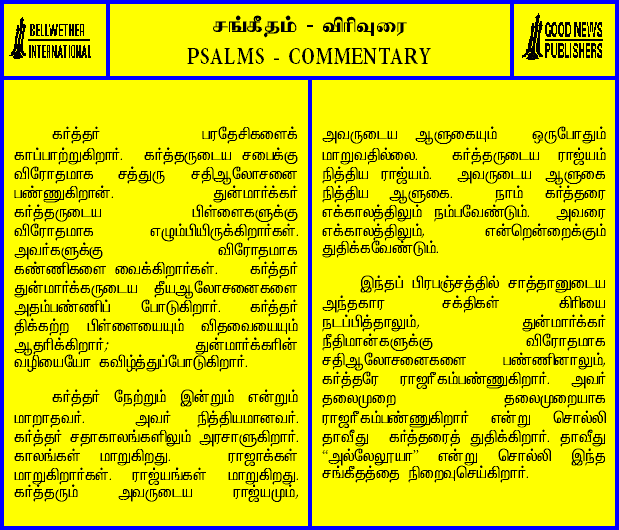 BELLWETHER
INTERNATIONAL
சங்கீதம் - விரிவுரை
PSALMS - COMMENTARY
GOOD NEWS
PUBLISHERS
கர்த்தர் பரதேசிகளைக்
காப்பாற்றுகிறார். கர்த்தருடைய சபைக்கு
விரோதமாக சத்துரு சதிஆலோசனை
பண்ணுகிறான். துன்மார்க்கர்
கர்த்தருடைய பிள்ளைகளுக்கு
விரோதமாக எழும்பியிருக்கிறார்கள்.
அவர்களுக்கு விரோதமாக
கண்ணிகளை வைக்கிறார்கள். கர்த்தர்
துன்மார்க்கருடைய தீயஆலோசனைகளை
அதம்பண்ணிப் போடுகிறார். கர்த்தர்
திக்கற்ற பிள்ளையையும் விதவையையும்
ஆதரிக்கிறார்; துன்மார்க்கரின்
வழியையோ கவிழ்த்துப்போடுகிறார்.
கர்த்தர் நேற்றும் இன்றும் என்றும்
மாறாதவர். அவர் நித்தியமானவர்.
கர்த்தர் சதாகாலங்களிலும் அரசாளுகிறார்.
காலங்கள் மாறுகிறது. ராஜாக்கள்
மாறுகிறார்கள். ராஜ்யங்கள் மாறுகிறது.
கர்த்தரும் அவருடைய ராஜ்யமும்,
அவருடைய ஆளுகையும் ஒருபோதும்
மாறுவதில்லை. கர்த்தருடைய ராஜ்யம்
நித்திய ராஜ்யம். அவருடைய ஆளுகை
நித்திய ஆளுகை. நாம் கர்த்தரை
எக்காலத்திலும் நம்பவேண்டும். அவரை
எக்காலத்திலும், என்றென்றைக்கும்
துதிக்கவேண்டும்.
இந்தப் பிரபஞ்சத்தில் சாத்தானுடைய
அந்தகார சக்திகள் கிரியை
நடப்பித்தாலும், துன்மார்க்கர்
நீதிமான்களுக்கு விரோதமாக
சதிஆலோசனைகளை பண்ணினாலும்,
கர்த்தரே ராஜரீகம்பண்ணுகிறார். அவர்
தலைமுறை தலைமுறையாக
ராஜரீகம்பண்ணுகிறார் என்று சொல்லி
தாவீது கர்த்தரைத் துதிக்கிறார். தாவீது
“அல்லேலூயா” என்று சொல்லி இந்த
சங்கீதத்தை நிறைவுசெய்கிறார்.